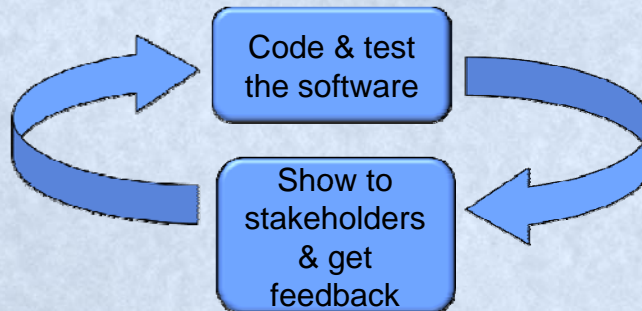 Code & test
the software
Show to
stakeholders
& get
feedback